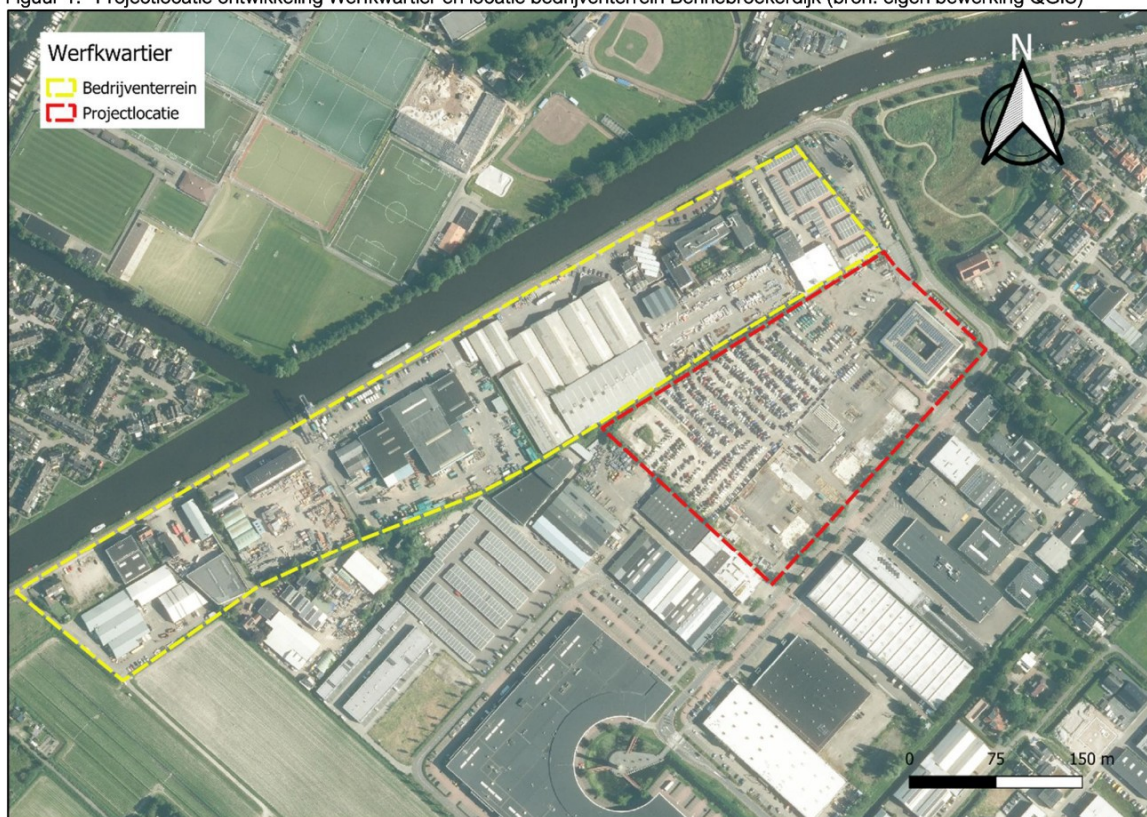 Figuur 1. Projectlocatie ontwikkeling Werfkwartier en locatie bedrijventerrein Bennebroekerdijk (bron: eigen bewerking QGIS)
Werfkwartier
Bedrijventerrein
Projectlocatie
N
0 75 150 m